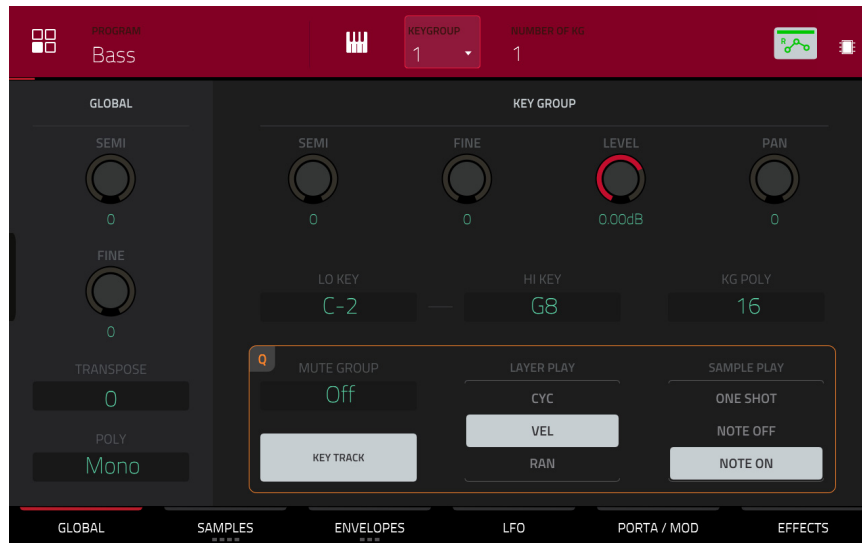 PROGRAM
Bass
KEYGROUP
1
NUMBER OF KG
1
R
GLOBAL
SEMI
0
FINE
0
TRANSPOSE
0
POLY
Mono
KEY GROUP
SEMI
0
FINE
0
LEVEL
0.00dB
PAN
0
LO KEY
C-2
—
HI KEY
G8
KG POLY
16
Q
MUTE GROUP
Off
KEY TRACK
LAYER PLAY
CYC
VEL
RAN
SAMPLE PLAY
ONE SHOT
NOTE OFF
NOTE ON
GLOBAL
SAMPLES
ENVELOPES
LFO
PORTA / MOD
EFFECTS